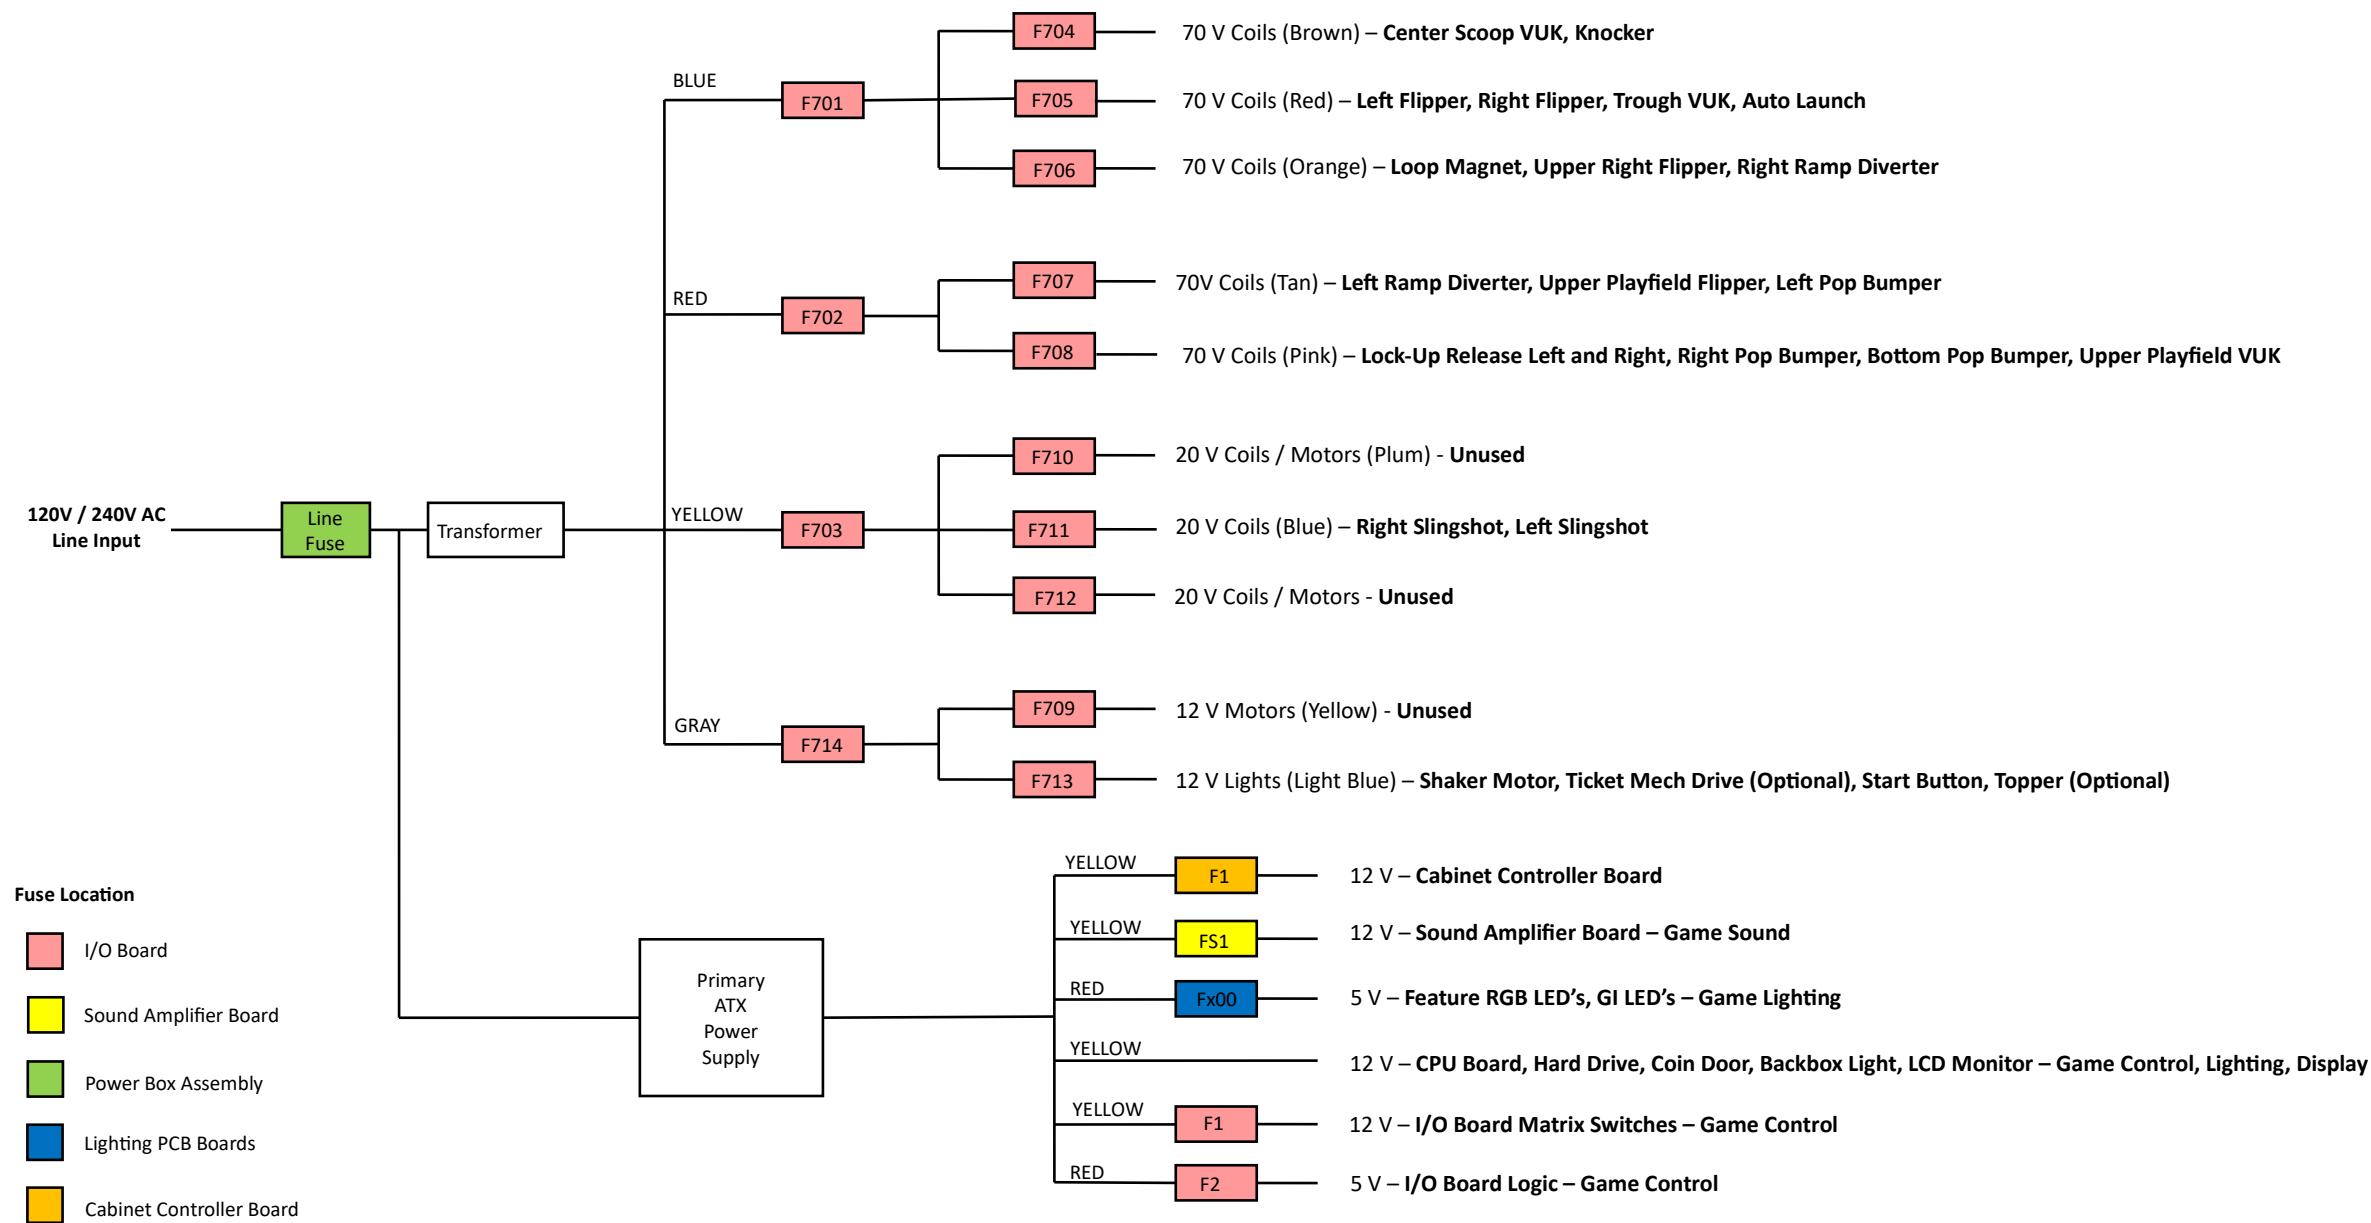 F704
70 V Coils (Brown) – Center Scoop VUK, Knocker
BLUE
F701
F705
70 V Coils (Red) – Left Flipper, Right Flipper, Trough VUK, Auto Launch
F706
70 V Coils (Orange) – Loop Magnet, Upper Right Flipper, Right Ramp Diverter
F707
70V Coils (Tan) – Left Ramp Diverter, Upper Playfield Flipper, Left Pop Bumper
RED
F702
F708
70 V Coils (Pink) – Lock-Up Release Left and Right, Right Pop Bumper, Bottom Pop Bumper, Upper Playfield VUK
F710
20 V Coils / Motors (Plum) - Unused
120V / 240V AC
Line Input
Line
Fuse
Transformer
YELLOW
F703
F711
20 V Coils (Blue) – Right Slingshot, Left Slingshot
F712
20 V Coils / Motors - Unused
F709
12 V Motors (Yellow) - Unused
GRAY
F714
F713
12 V Lights (Light Blue) – Shaker Motor, Ticket Mech Drive (Optional), Start Button, Topper (Optional)
YELLOW
F1
12 V – Cabinet Controller Board
YELLOW
FS1
12 V – Sound Amplifier Board – Game Sound
Primary
ATX
Power
Supply
RED
Fx00
5 V – Feature RGB LED's, GI LED's – Game Lighting
YELLOW
12 V – CPU Board, Hard Drive, Coin Door, Backbox Light, LCD Monitor – Game Control, Lighting, Display
YELLOW
F1
12 V – I/O Board Matrix Switches – Game Control
RED
F2
5 V – I/O Board Logic – Game Control
Fuse Location
I/O Board
Sound Amplifier Board
Power Box Assembly
Lighting PCB Boards
Cabinet Controller Board